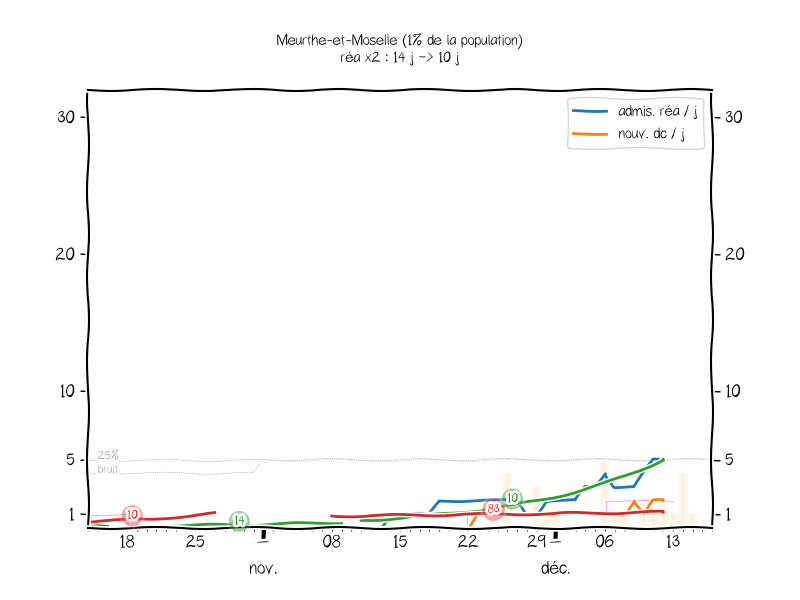 Meurthe-et-Moselle (1% de la population)
réa x2 : 14 j -> 10 j
admis. réa / j
nouv. dc / j
30 30
20 20
10 10
5 5
25%
bruit
1 1
10 14 83 10
18 25 1 08 15 22 29 1 06 13
nov. déc.